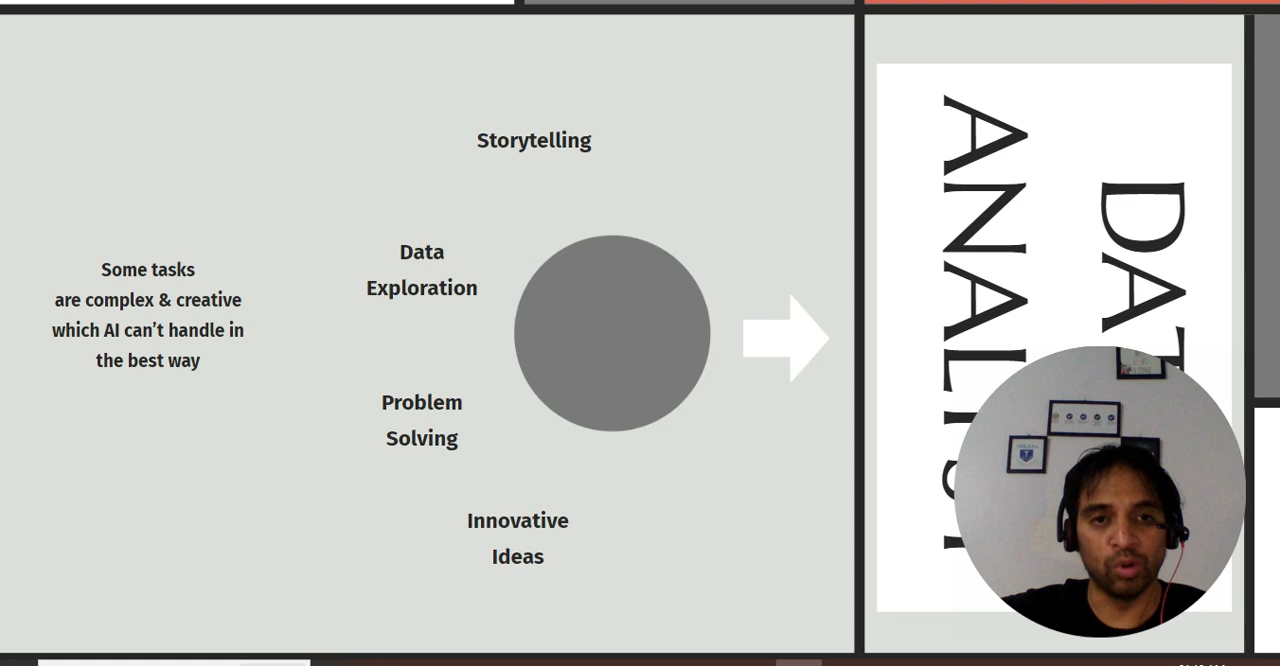 Storytelling
Data
Exploration
Some tasks
are complex & creative
which AI can't handle in
the best way
Problem
Solving
Innovative
Ideas
DAT
ANALYST